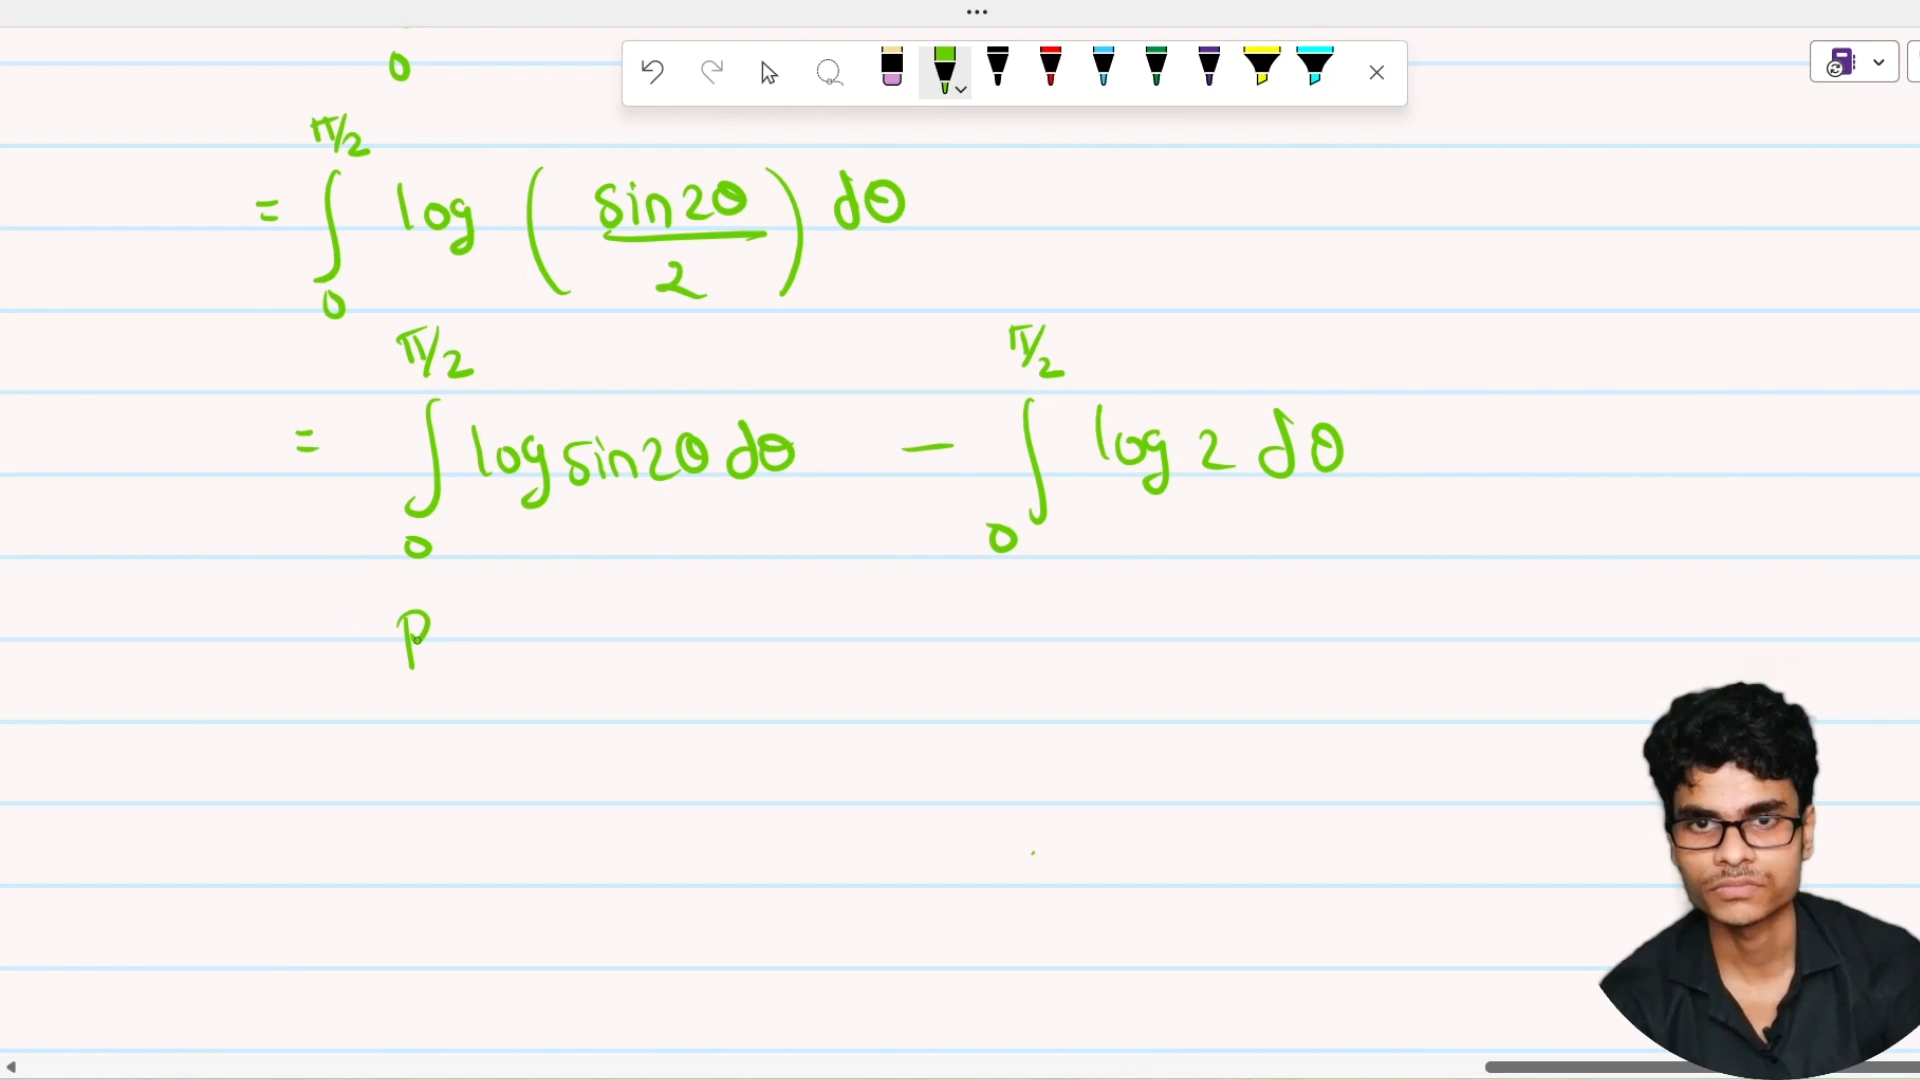 0
π/2
= ∫ log ( sin2θ / 2 ) dθ
0
π/2 π/2
= ∫ log sin2θ dθ − ∫ log 2 dθ
0 0
P